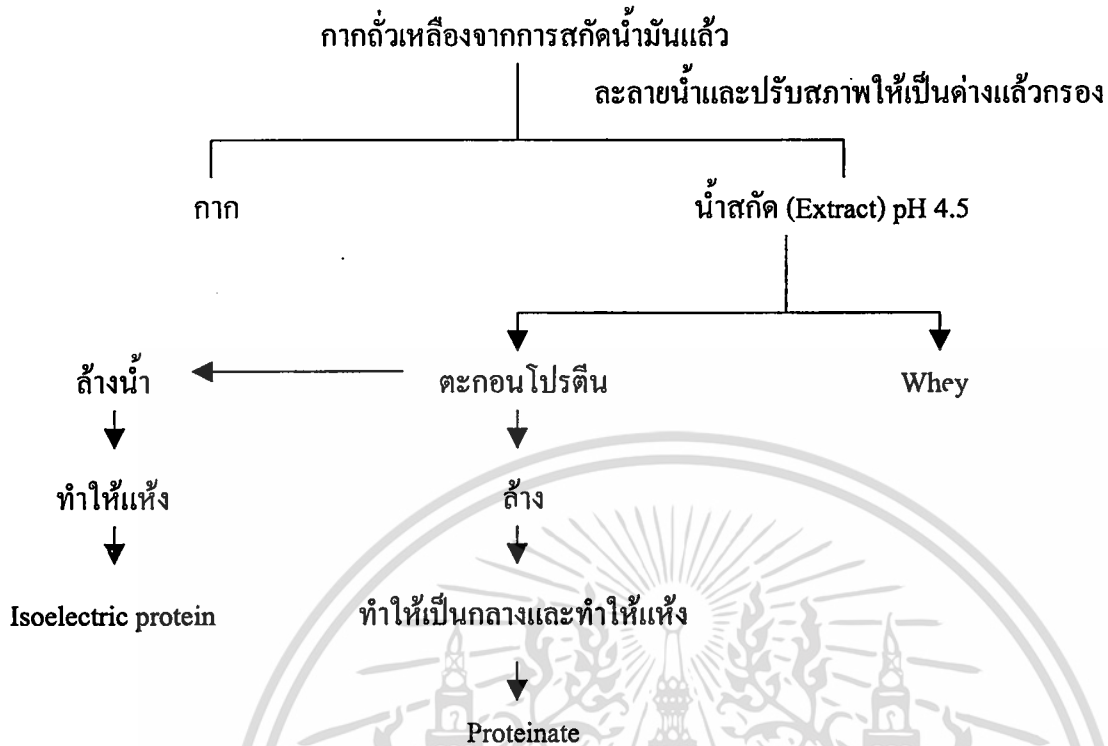 กากถั่วเหลืองจากการสกัดน้ำมันแล้ว
ละลายน้ำและปรับสภาพให้เป็นด่างแล้วกรอง
กาก
น้ำสกัด (Extract) pH 4.5
ล้างน้ำ
ตะกอนโปรตีน
Whey
ทำให้แห้ง
ล้าง
Isoelectric protein
ทำให้เป็นกลางและทำให้แห้ง
Proteinate